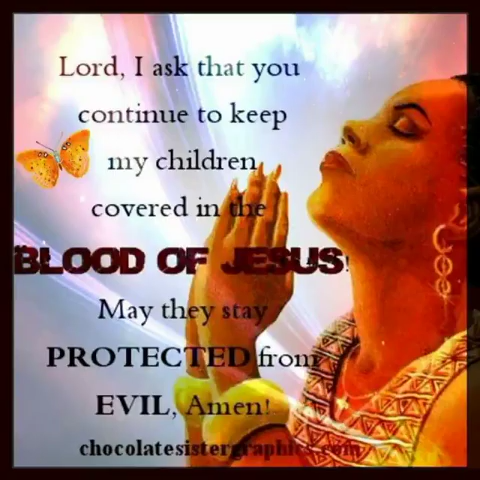 Lord, I ask that you
continue to keep
my children
covered in the
BLOOD OF JESUS!
May they stay
PROTECTED from
EVIL, Amen!
chocolatesistergraphics.com